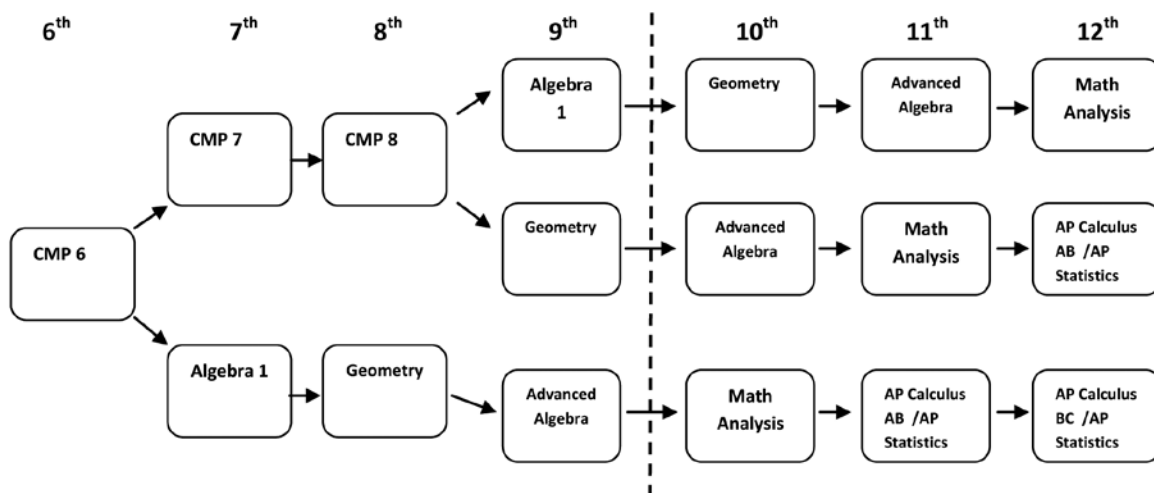 6th 7th 8th 9th 10th 11th 12th
Algebra
1
Geometry
Advanced
Algebra
Math
Analysis
CMP 7
CMP 8
CMP 6
Geometry
Advanced
Algebra
Math
Analysis
AP Calculus
AB /AP
Statistics
Algebra 1
Geometry
Advanced
Algebra
Math
Analysis
AP Calculus
AB /AP
Statistics
AP Calculus
BC /AP
Statistics